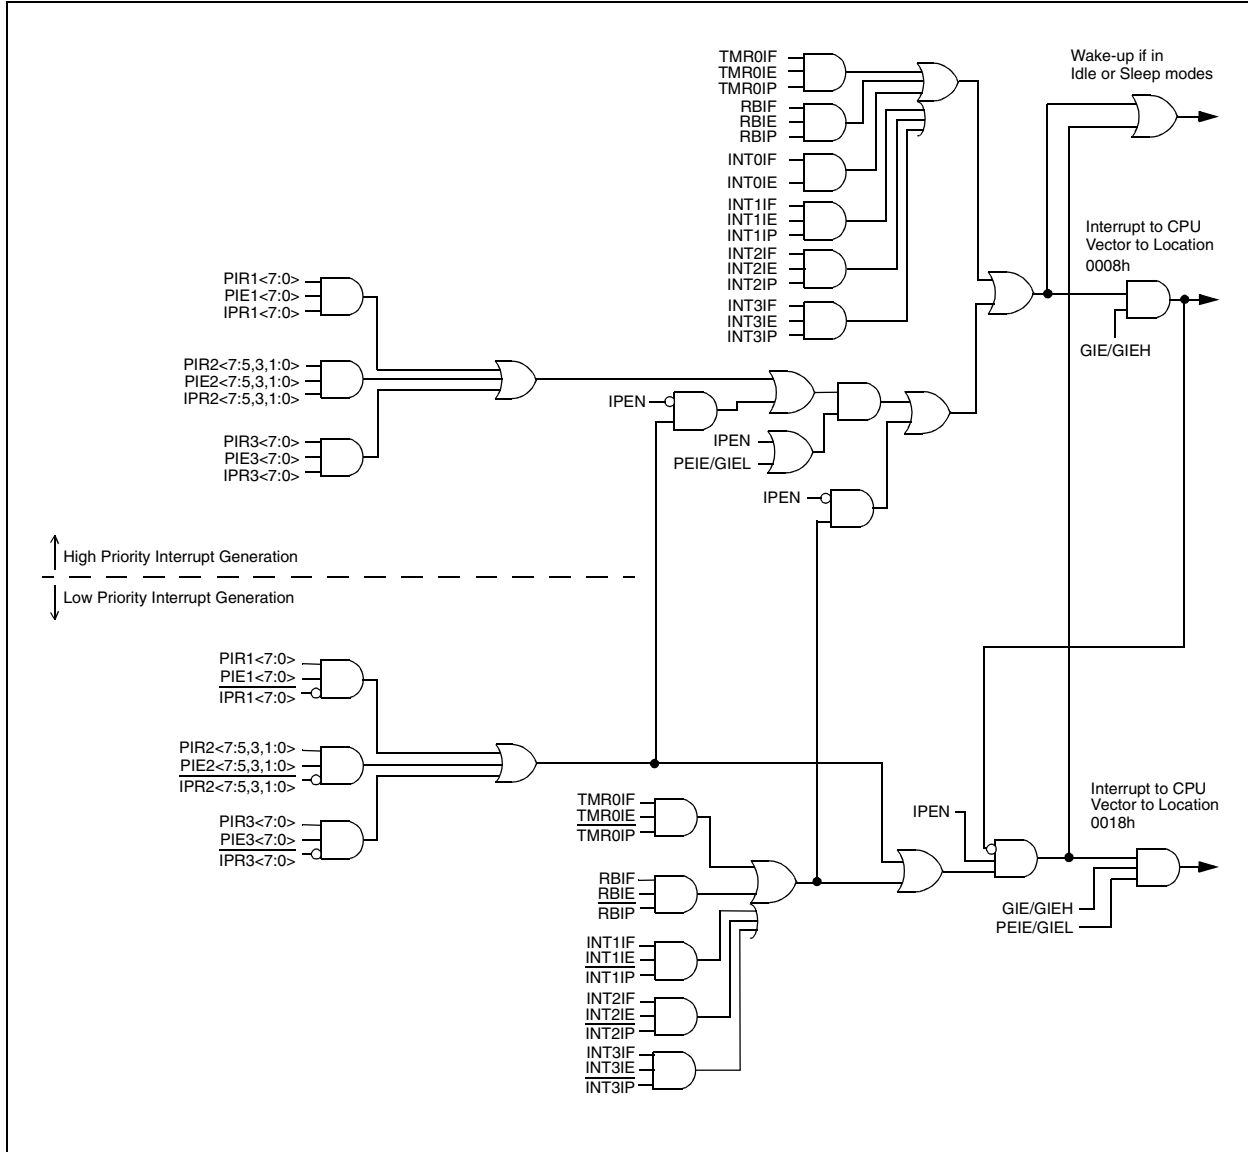 TMR0IF
TMR0IE
TMR0IP
RBIF
RBIE
RBIP
INT0IF
INT0IE
INT1IF
INT1IE
INT1IP
INT2IF
INT2IE
INT2IP
INT3IF
INT3IE
INT3IP
Wake-up if in
Idle or Sleep modes
Interrupt to CPU
Vector to Location
0008h
GIE/GIEH
PIR1<7:0>
PIE1<7:0>
IPR1<7:0>
PIR2<7:5,3,1:0>
PIE2<7:5,3,1:0>
IPR2<7:5,3,1:0>
PIR3<7:0>
PIE3<7:0>
IPR3<7:0>
IPEN
IPEN
PEIE/GIEL
IPEN
High Priority Interrupt Generation
Low Priority Interrupt Generation
PIR1<7:0>
PIE1<7:0>
IPR1<7:0>
PIR2<7:5,3,1:0>
PIE2<7:5,3,1:0>
IPR2<7:5,3,1:0>
PIR3<7:0>
PIE3<7:0>
IPR3<7:0>
TMR0IF
TMR0IE
TMR0IP
RBIF
RBIE
RBIP
INT1IF
INT1IE
INT1IP
INT2IF
INT2IE
INT2IP
INT3IF
INT3IE
INT3IP
IPEN
Interrupt to CPU
Vector to Location
0018h
GIE/GIEH
PEIE/GIEL